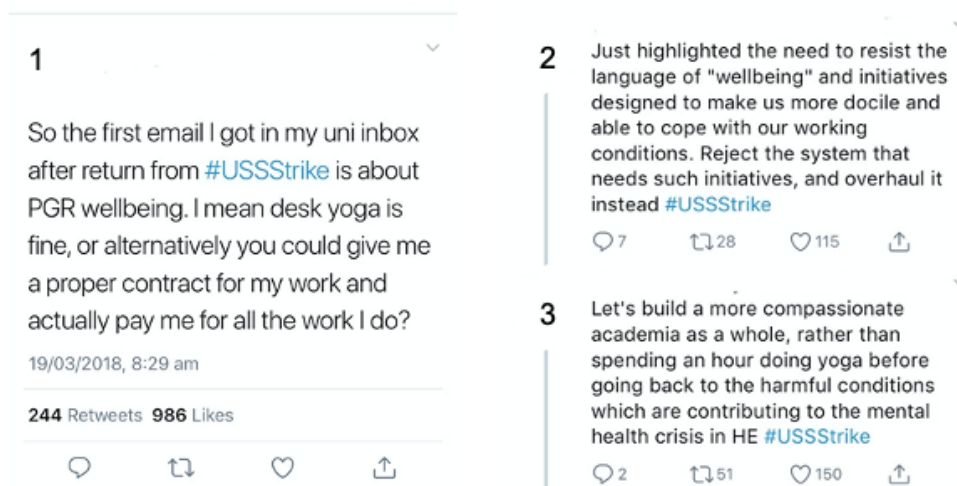 1
So the first email I got in my uni inbox
after return from #USSStrike is about
PGR wellbeing. I mean desk yoga is
fine, or alternatively you could give me
a proper contract for my work and
actually pay me for all the work I do?
19/03/2018, 8:29 am
244 Retweets 986 Likes
2
Just highlighted the need to resist the
language of "wellbeing" and initiatives
designed to make us more docile and
able to cope with our working
conditions. Reject the system that
needs such initiatives, and overhaul it
instead #USSStrike
7 28 115
3
Let's build a more compassionate
academia as a whole, rather than
spending an hour doing yoga before
going back to the harmful conditions
which are contributing to the mental
health crisis in HE #USSStrike
2 51 150